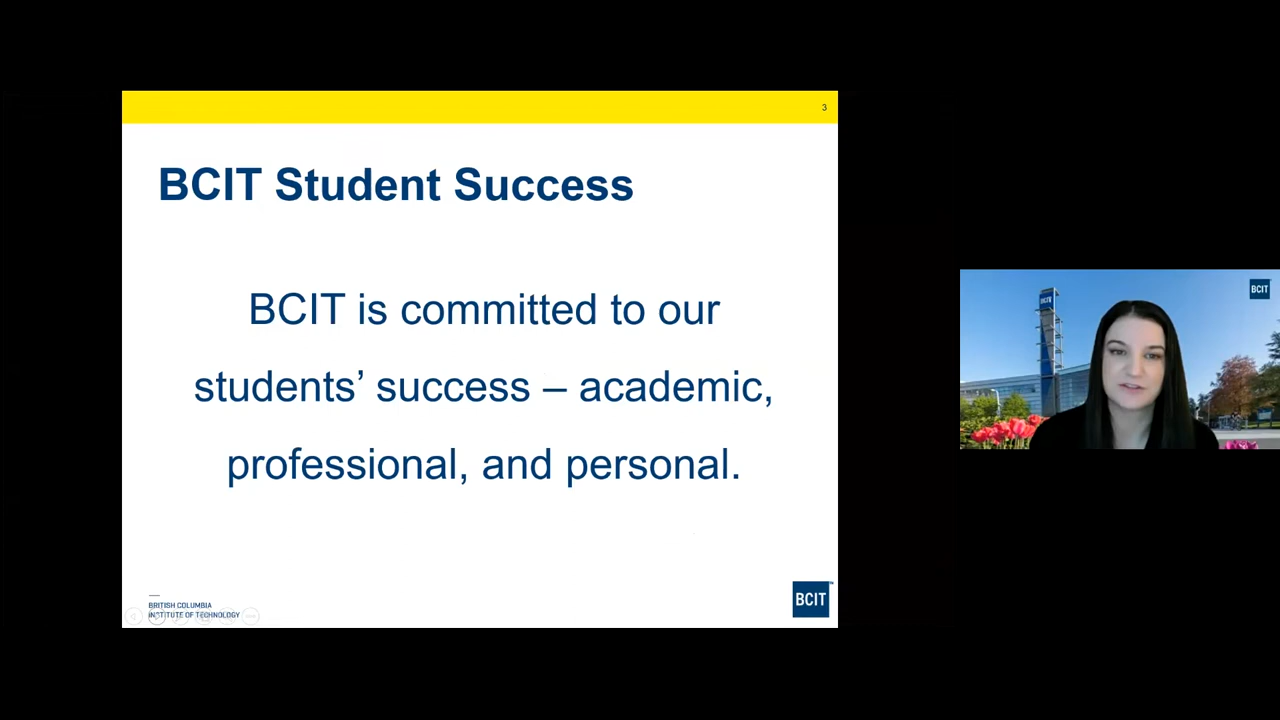 3
BCIT Student Success
BCIT is committed to our
students’ success – academic,
professional, and personal.
BRITISH COLUMBIA
INSTITUTE OF TECHNOLOGY
BCIT
BCIT
BCIT